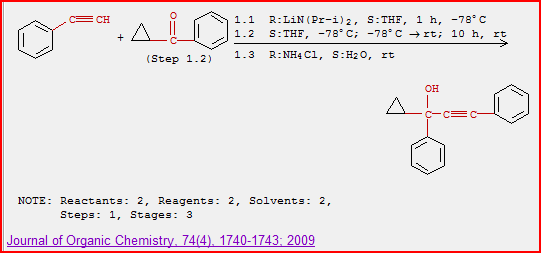 C≡CH
+
O
C
(Step 1.2)
1.1 R:LiN(Pr-i)₂, S:THF, 1 h, -78°C
1.2 S:THF, -78°C; -78°C → rt; 10 h, rt
1.3 R:NH₄Cl, S:H₂O, rt
OH
C—C≡C
NOTE: Reactants: 2, Reagents: 2, Solvents: 2,
Steps: 1, Stages: 3
Journal of Organic Chemistry, 74(4), 1740-1743; 2009